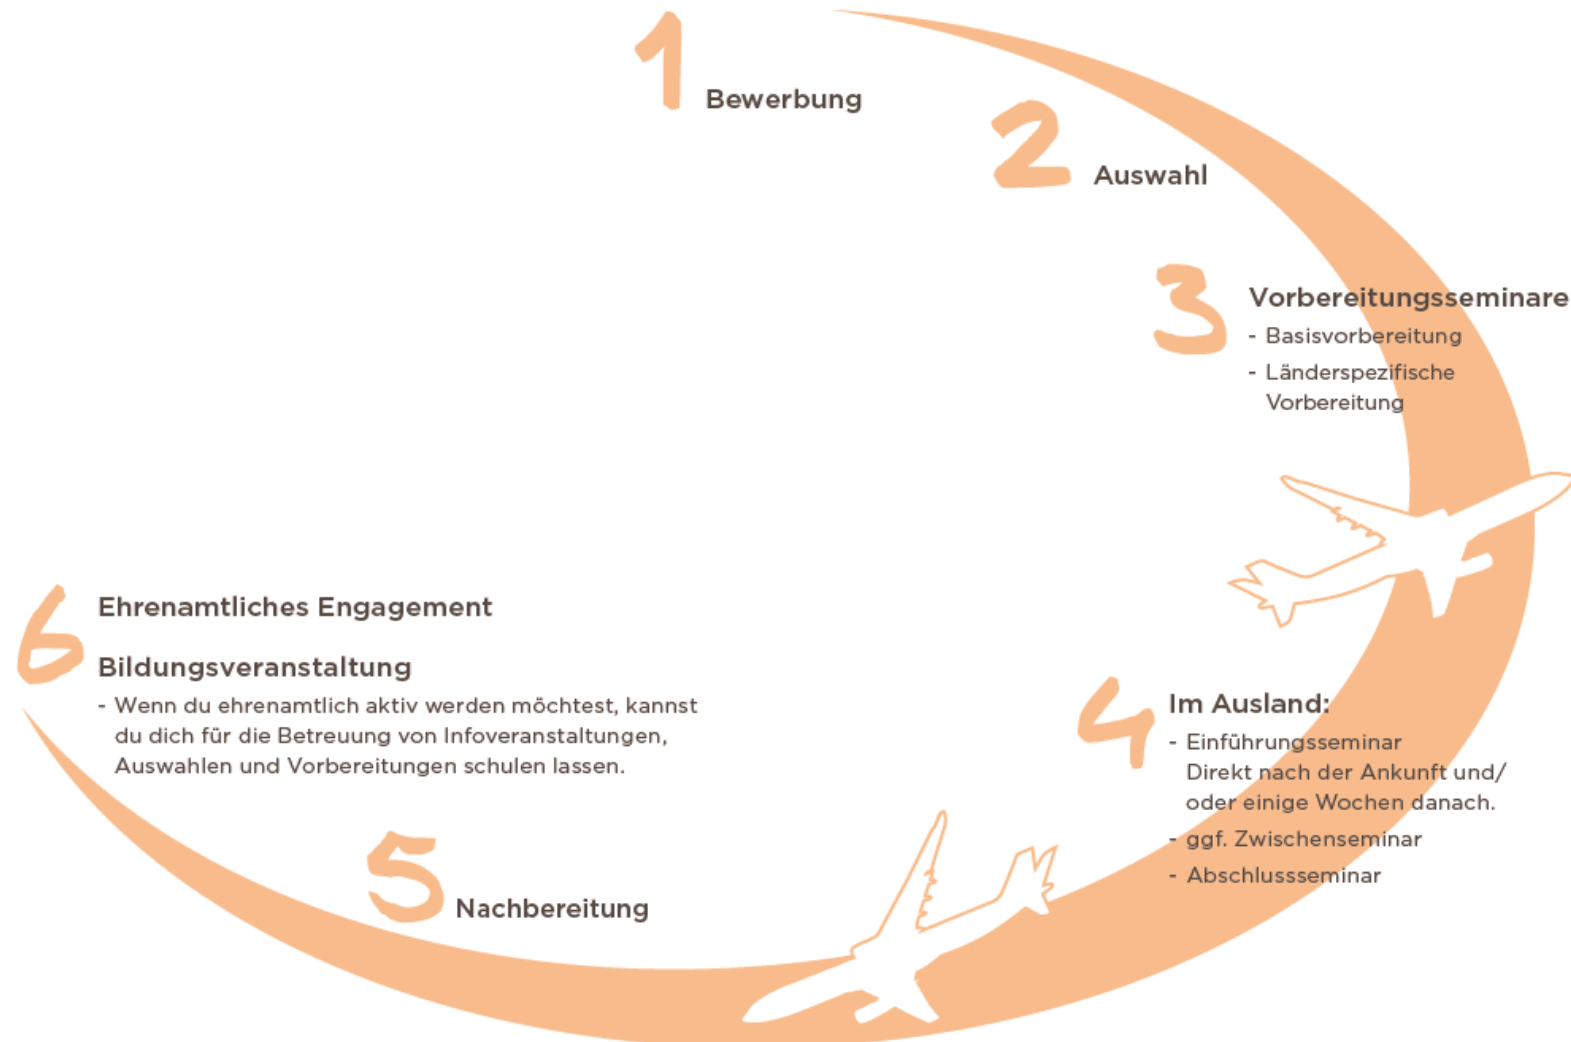 1 Bewerbung
2 Auswahl
3 Vorbereitungsseminare
- Basisvorbereitung
- Länderspezifische
Vorbereitung
4 Im Ausland:
- Einführungsseminar
Direkt nach der Ankunft und/
oder einige Wochen danach.
- ggf. Zwischenseminar
- Abschlussseminar
5 Nachbereitung
6 Ehrenamtliches Engagement
Bildungsveranstaltung
- Wenn du ehrenamtlich aktiv werden möchtest, kannst
du dich für die Betreuung von Infoveranstaltungen,
Auswahlen und Vorbereitungen schulen lassen.